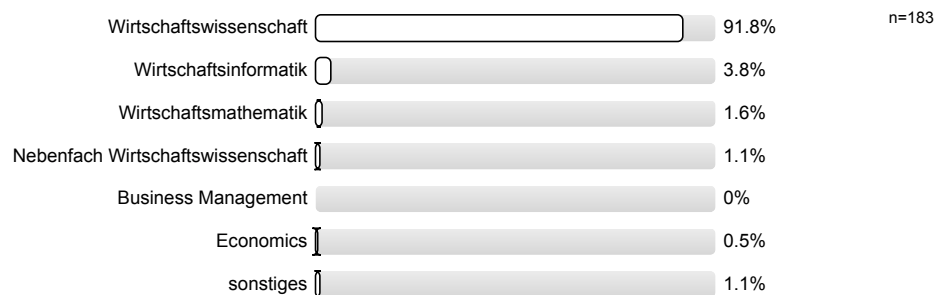 n=183
Wirtschaftswissenschaft 91.8%
Wirtschaftsinformatik 3.8%
Wirtschaftsmathematik 1.6%
Nebenfach Wirtschaftswissenschaft 1.1%
Business Management 0%
Economics 0.5%
sonstiges 1.1%